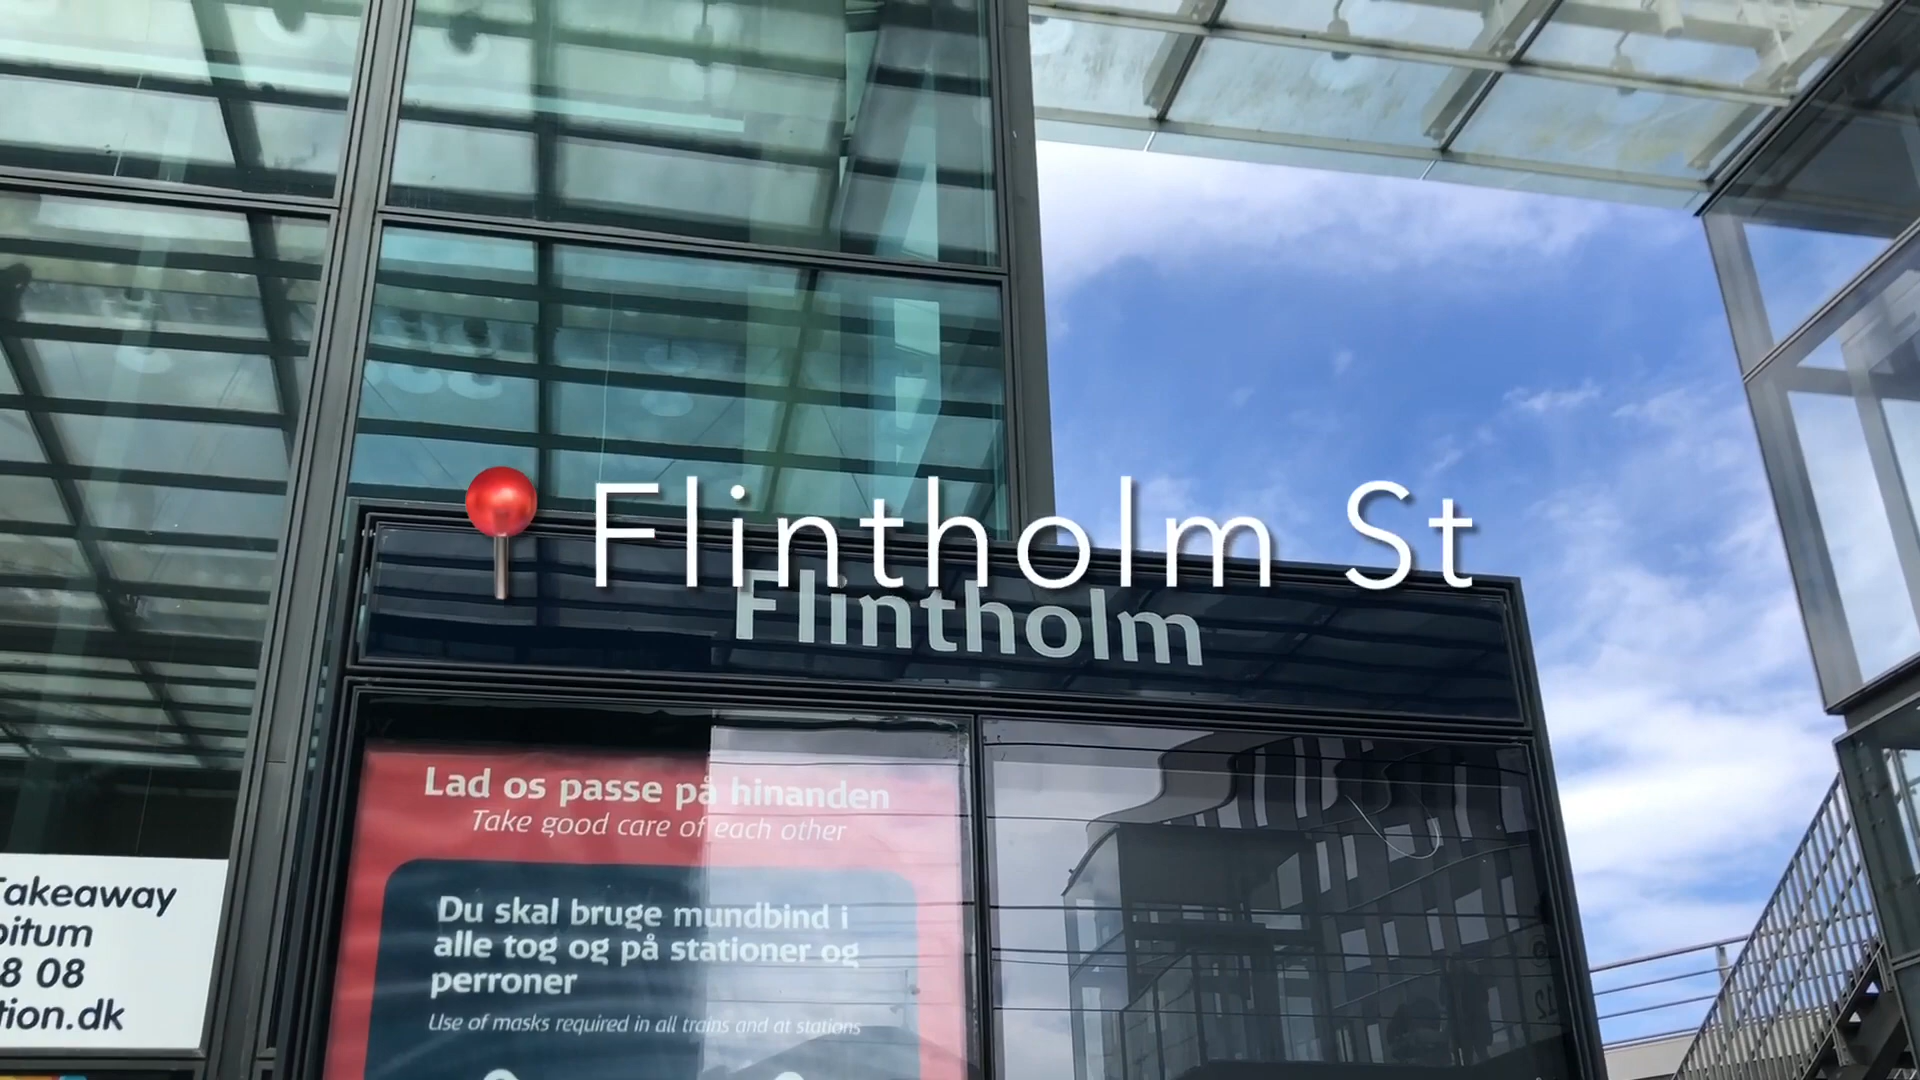 Flintholm St
Flintholm
Lad os passe på hinanden
Take good care of each other
Du skal bruge mundbind i
alle tog og på stationer og
perroner
Use of masks required in all trains and at stations
Takeaway
8 08
.dk